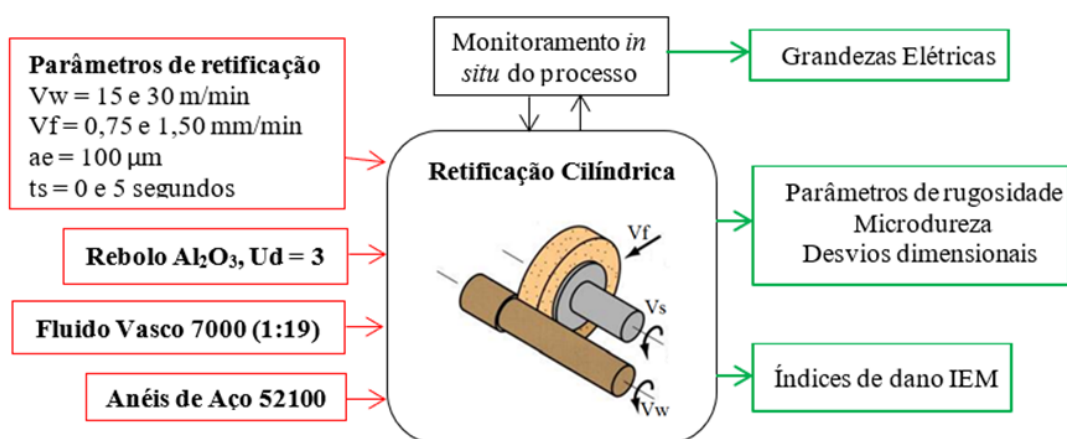 Parâmetros de retificação
Vw = 15 e 30 m/min
Vf = 0,75 e 1,50 mm/min
ae = 100 µm
ts = 0 e 5 segundos
Rebolo Al₂O₃, Ud = 3
Fluido Vasco 7000 (1:19)
Anéis de Aço 52100
Monitoramento in
situ do processo
Retificação Cilíndrica
Vf
Vs
Vw
Grandezas Elétricas
Parâmetros de rugosidade
Microdureza
Desvios dimensionais
Índices de dano IEM